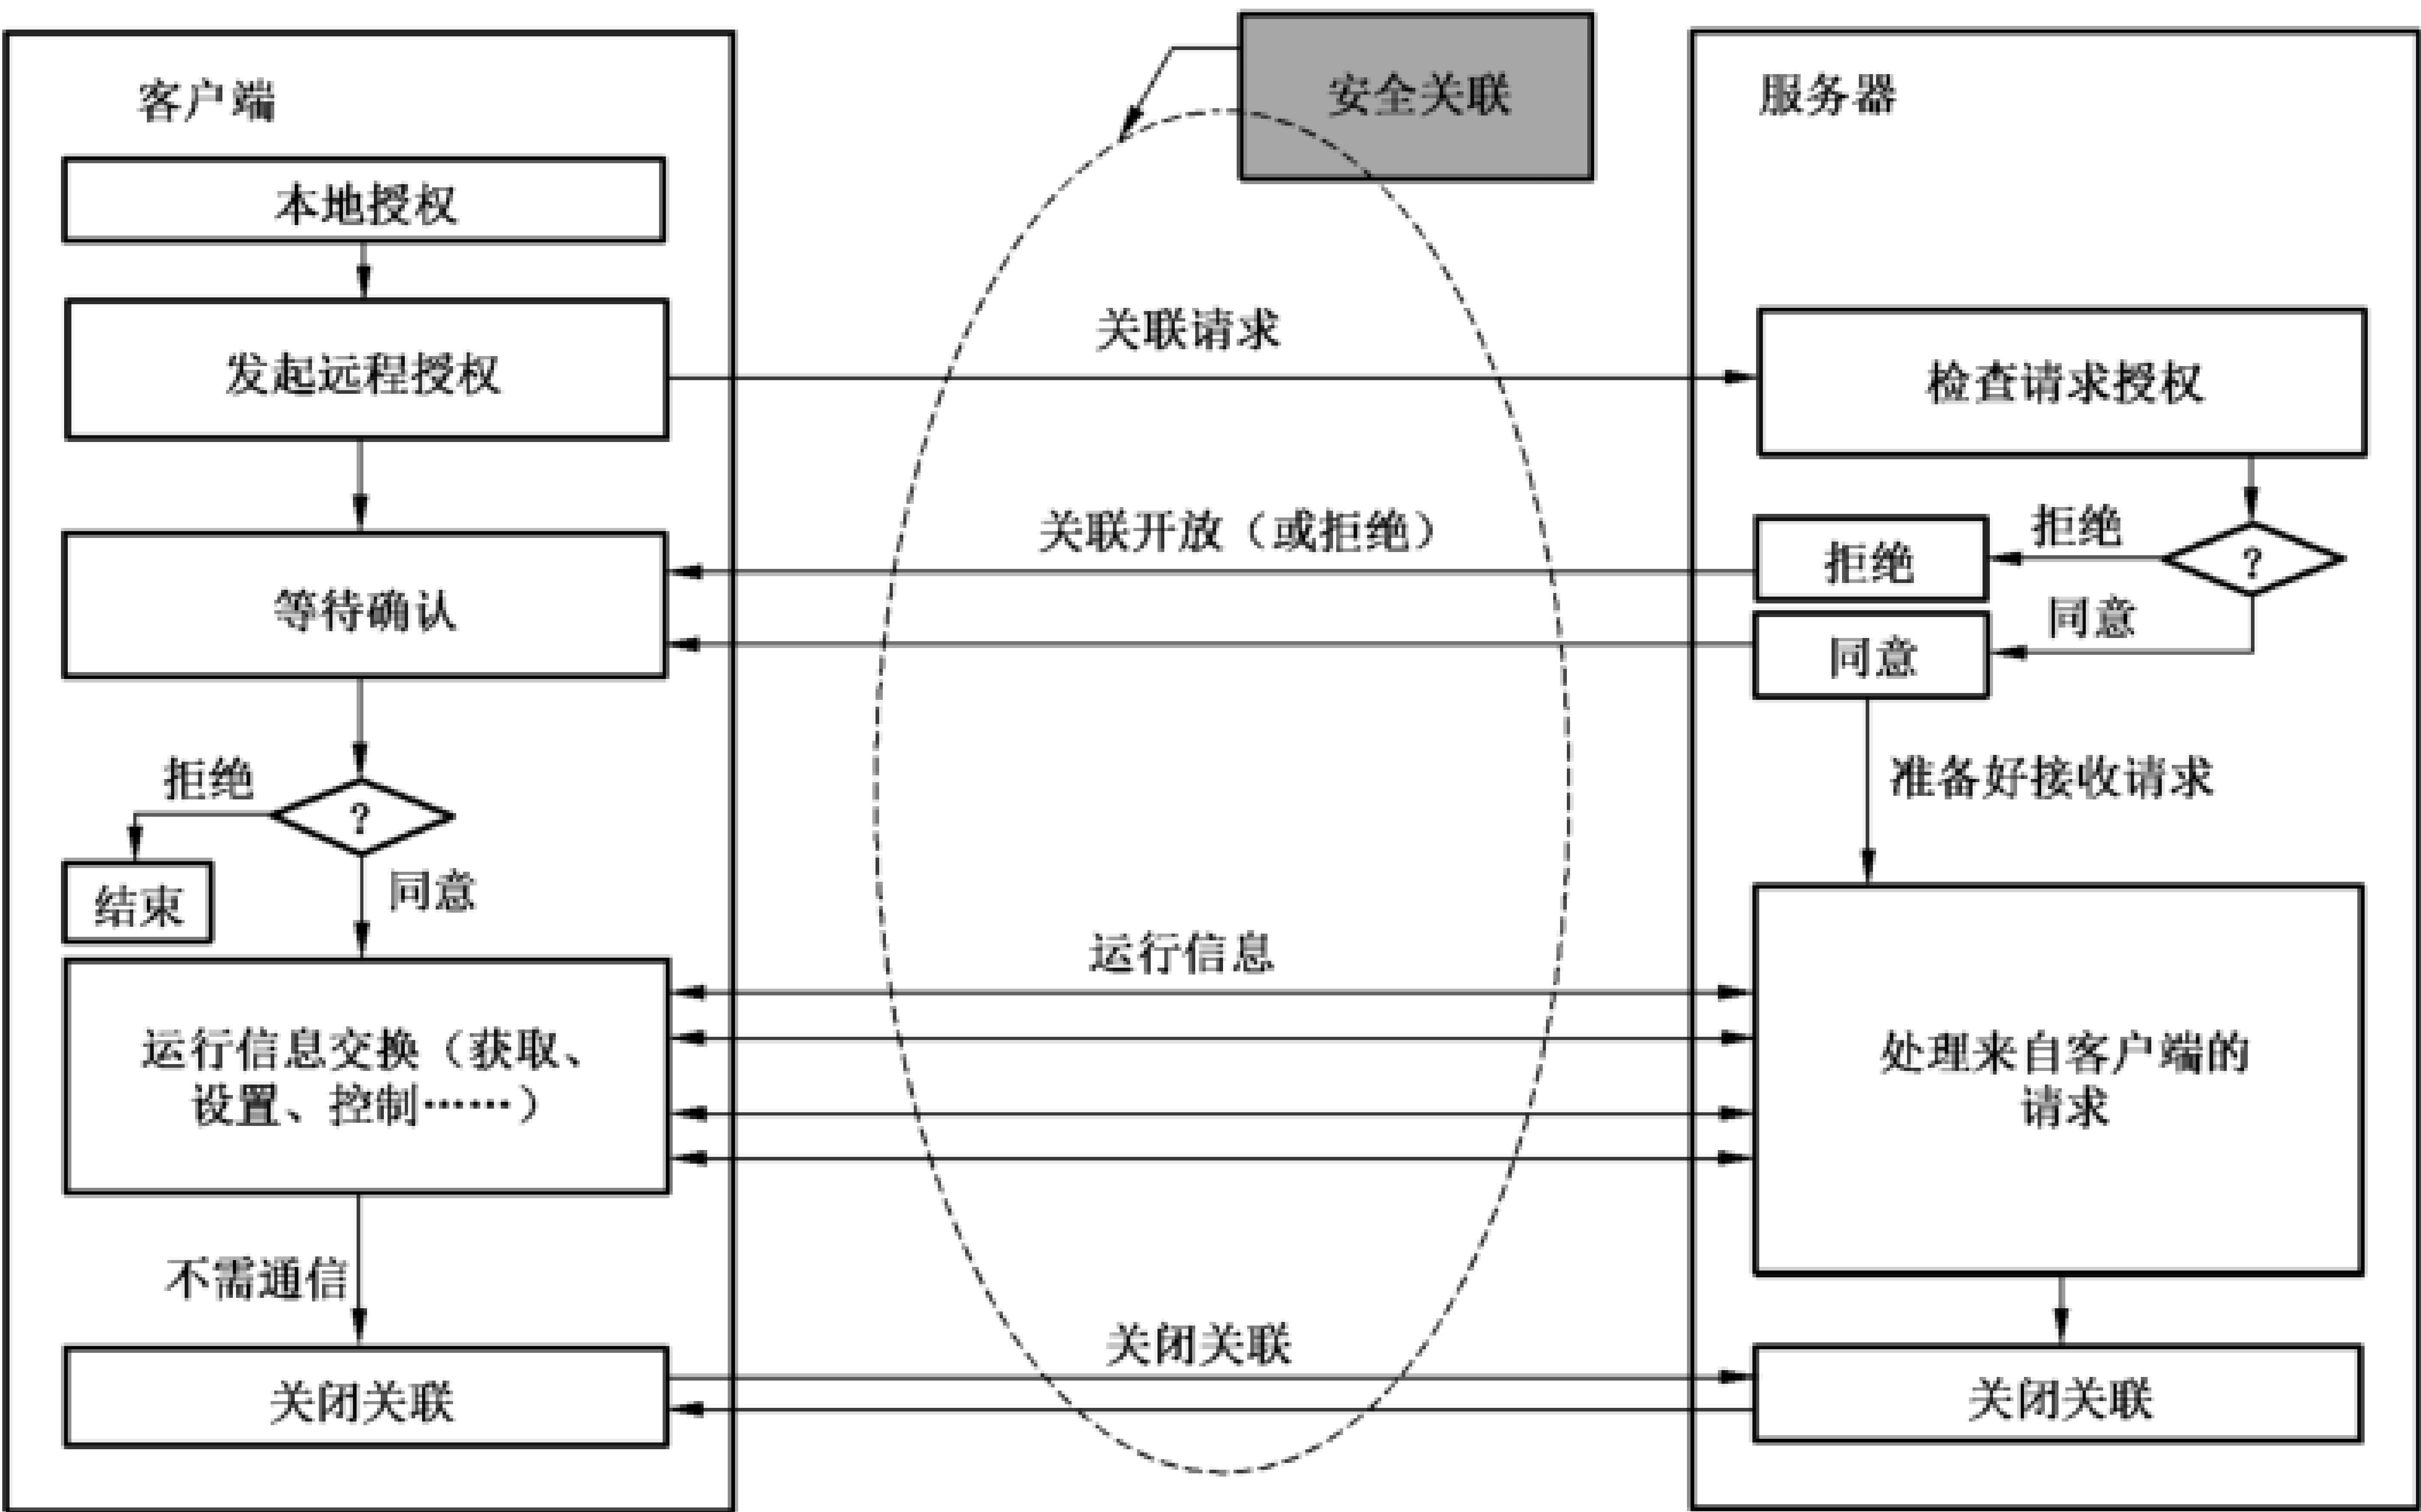 安全关联
客户端
本地授权
发起远程授权
等待确认
拒绝
?
结束
同意
运行信息交换（获取、
设置、控制……）
不需通信
关闭关联
关联请求
关联开放（或拒绝）
运行信息
关闭关联
服务器
检查请求授权
拒绝
?
拒绝
同意
同意
准备好接收请求
处理来自客户端的
请求
关闭关联